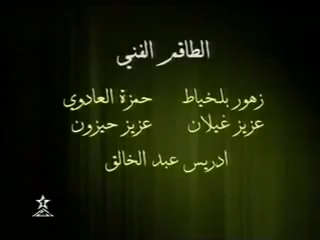 الطاقم الفني
زهور بلخياط حمزة العادوي
عزيز غيلان عزيز حيزون
ادريس عبد الخالق